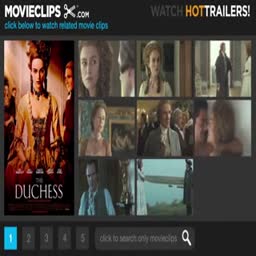 MOVIECLIPS .COM
WATCH HOTTRAILERS!
click below to watch related movie clips
THE
DUCHESS
1 2 3 4 5 click to search only movieclips